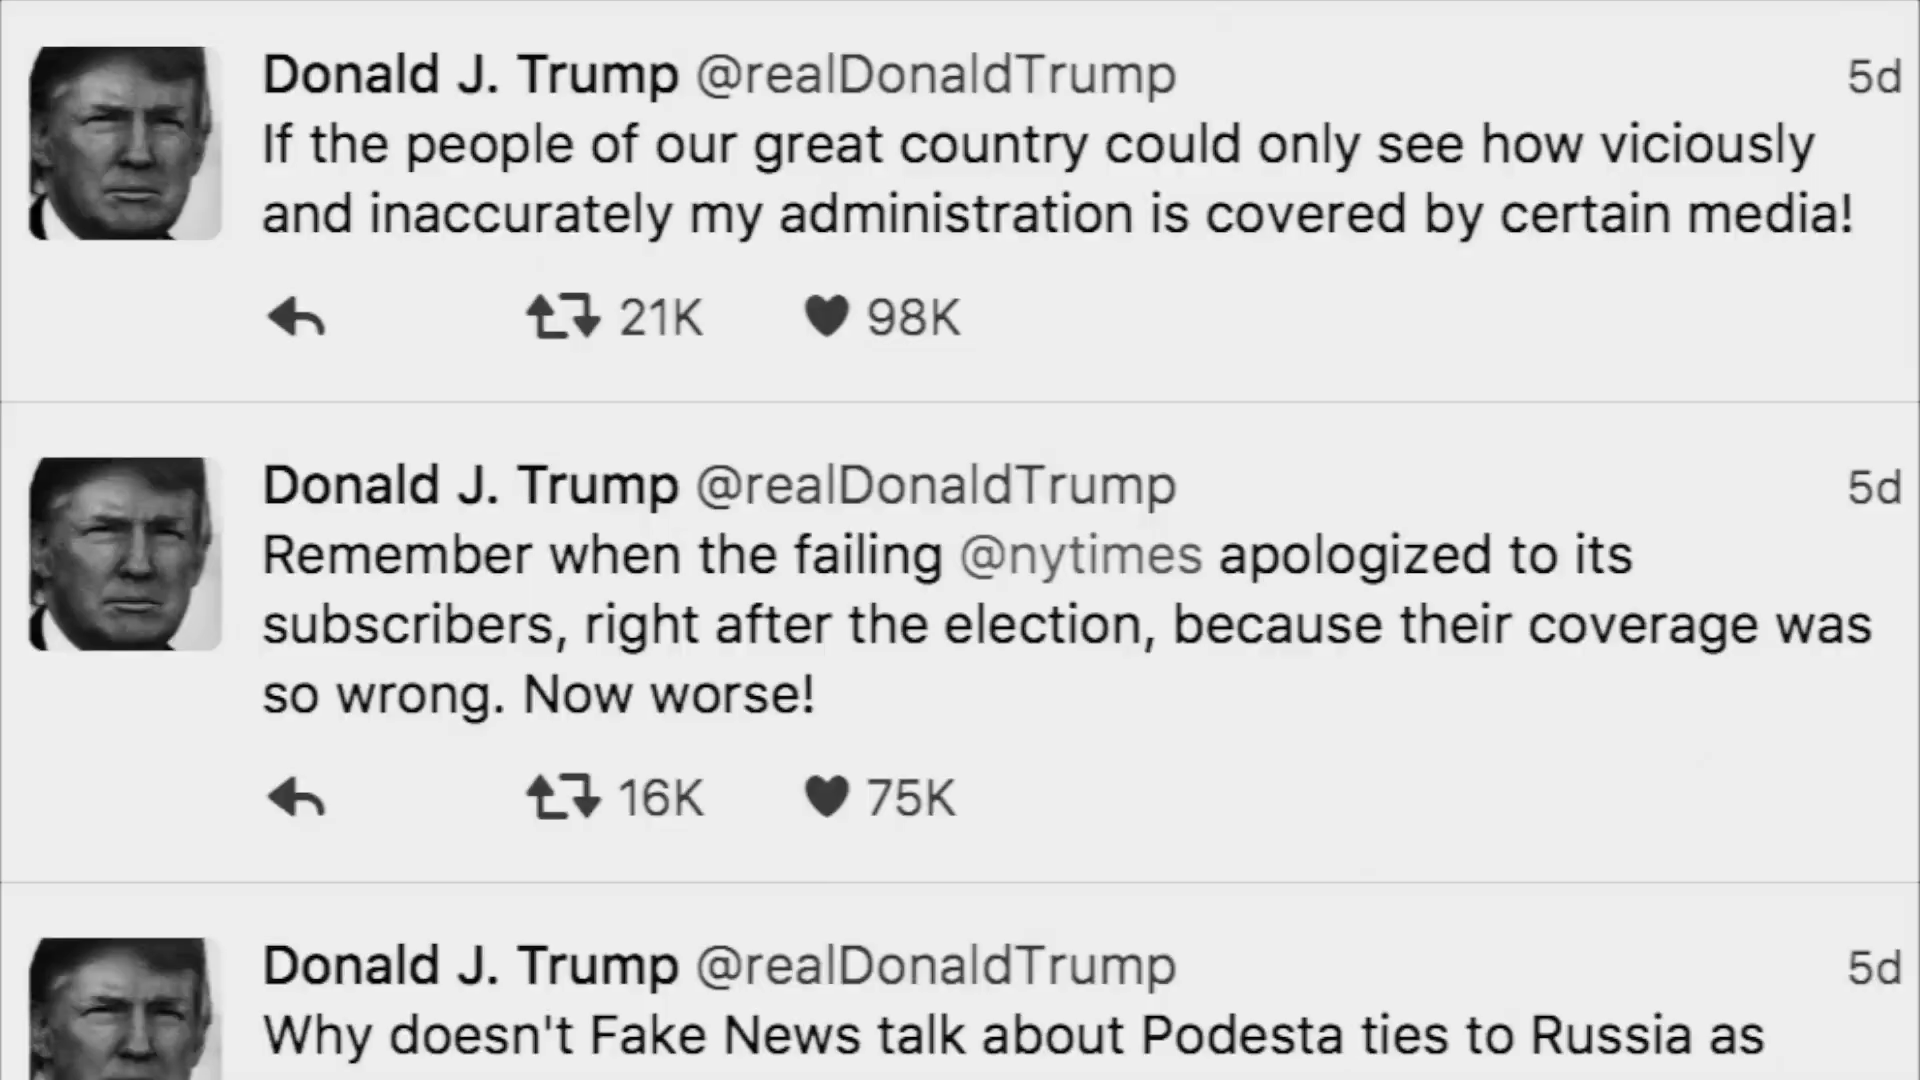 Donald J. Trump @realDonaldTrump 5d
If the people of our great country could only see how viciously
and inaccurately my administration is covered by certain media!
21K 98K
Donald J. Trump @realDonaldTrump 5d
Remember when the failing @nytimes apologized to its
subscribers, right after the election, because their coverage was
so wrong. Now worse!
16K 75K
Donald J. Trump @realDonaldTrump 5d
Why doesn't Fake News talk about Podesta ties to Russia as